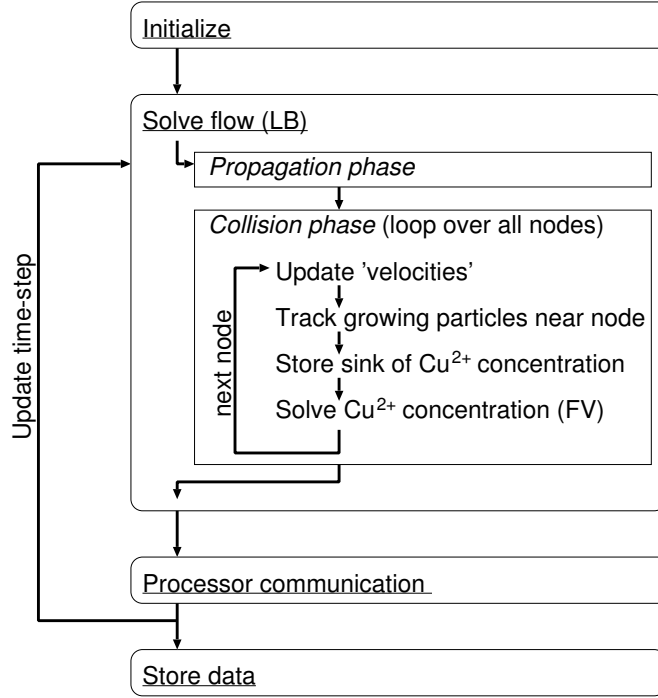 Initialize
Solve flow (LB)
Propagation phase
Collision phase (loop over all nodes)
Update 'velocities'
Track growing particles near node
Store sink of Cu²⁺ concentration
Solve Cu²⁺ concentration (FV)
next node
Update time-step
Processor communication
Store data